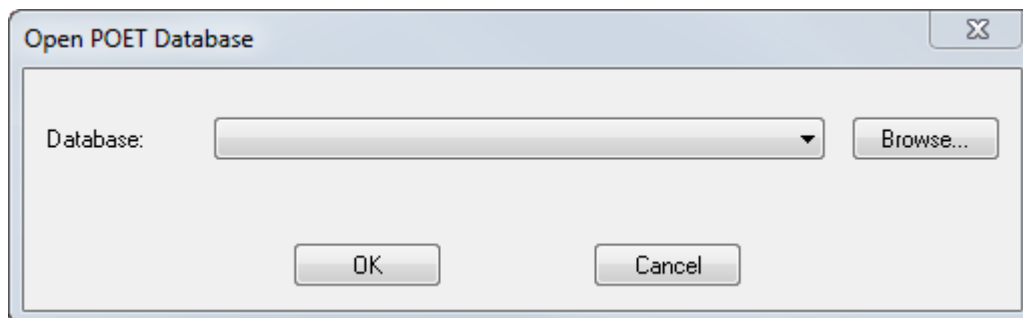 Open POET Database
Database:
Browse...
OK
Cancel